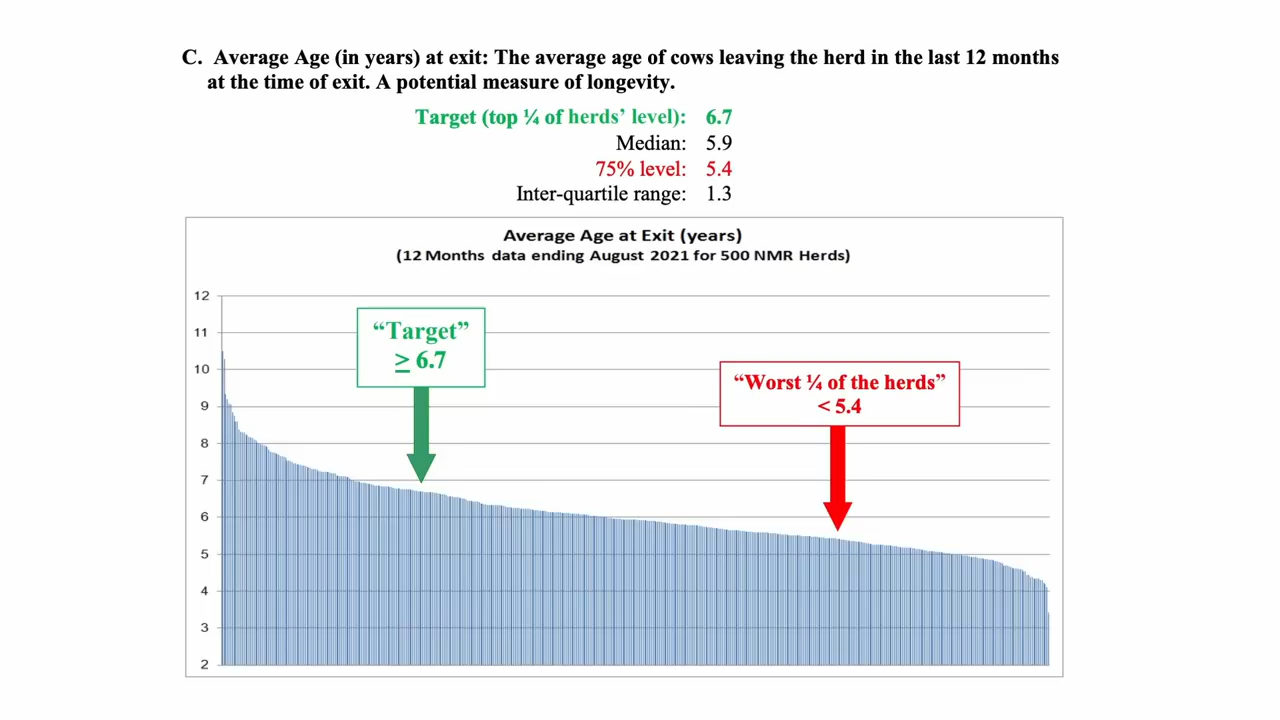 C. Average Age (in years) at exit: The average age of cows leaving the herd in the last 12 months
at the time of exit. A potential measure of longevity.
Target (top ¼ of herds’ level): 6.7
Median: 5.9
75% level: 5.4
Inter-quartile range: 1.3
Average Age at Exit (years)
(12 Months data ending August 2021 for 500 NMR Herds)
12
11
10
9
8
7
6
5
4
3
2
“Target”
≥ 6.7
“Worst ¼ of the herds”
< 5.4